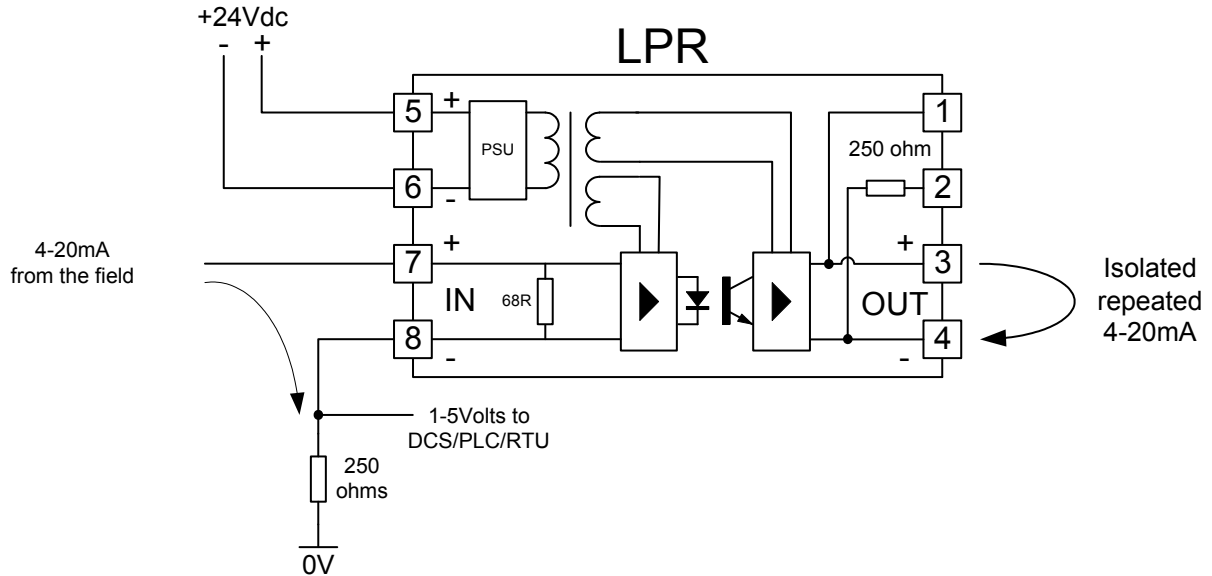 +24Vdc
- +
LPR
5 +
PSU
6 -
1
250 ohm
2
4-20mA
from the field
7 +
IN
68R
8 -
+ 3
OUT
4
-
Isolated
repeated
4-20mA
1-5Volts to
DCS/PLC/RTU
250
ohms
0V